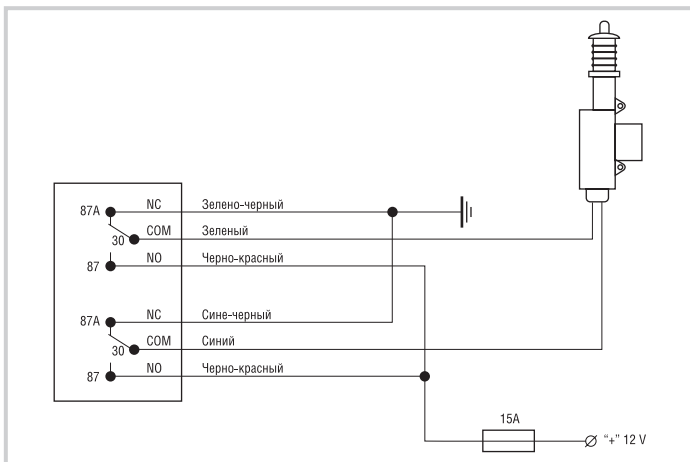 87A NC Зелено-черный
30 COM Зеленый
87 NO Черно-красный
87A NC Сине-черный
30 COM Синий
87 NO Черно-красный
15A
“+” 12 V